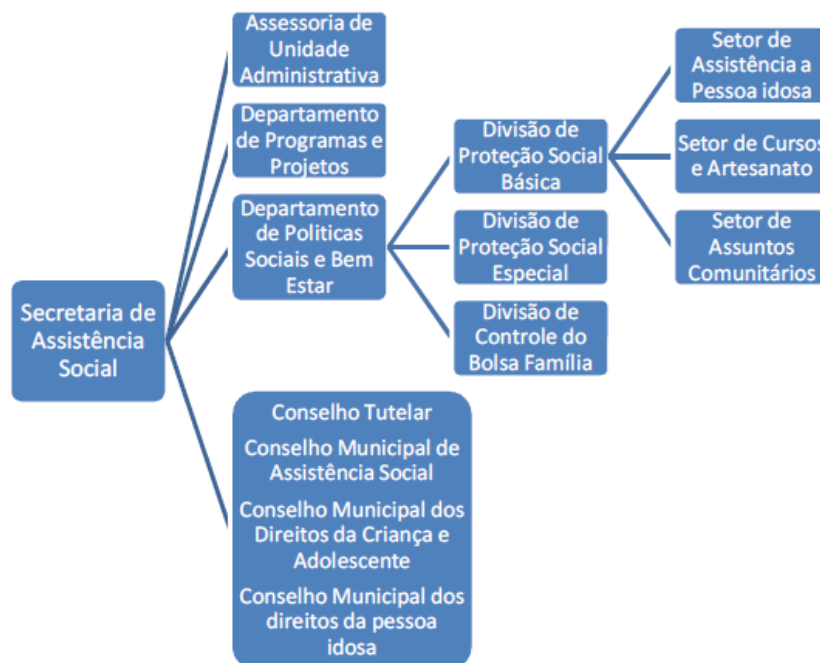 Assessoria de
Unidade
Administrativa
Departamento
de Programas e
Projetos
Departamento
de Politicas
Sociais e Bem
Estar
Secretaria de
Assistência
Social
Conselho Tutelar
Conselho Municipal de
Assistência Social
Conselho Municipal dos
Direitos da Criança e
Adolescente
Conselho Municipal dos
direitos da pessoa
idosa
Divisão de
Proteção Social
Básica
Divisão de
Proteção Social
Especial
Divisão de
Controle do
Bolsa Família
Setor de
Assistência a
Pessoa idosa
Setor de Cursos
e Artesanato
Setor de
Assuntos
Comunitários